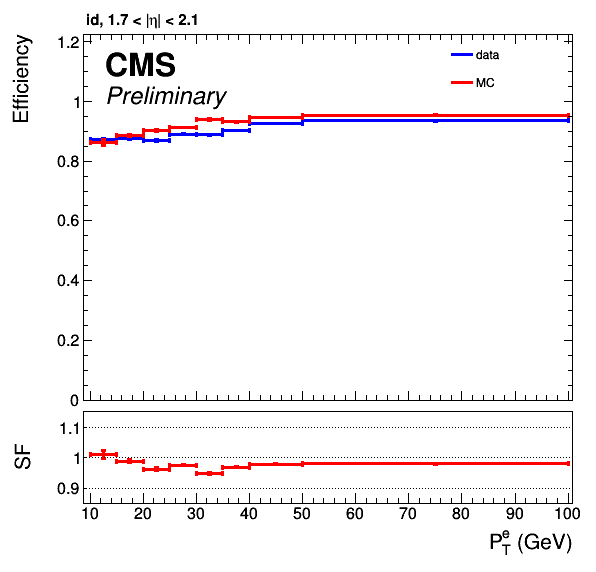 id, 1.7 < |η| < 2.1
Efficiency
1.2
1
0.8
0.6
0.4
0.2
0
CMS
Preliminary
data
MC
SF
1.1
1
0.9
10 20 30 40 50 60 70 80 90 100
P_T^e (GeV)